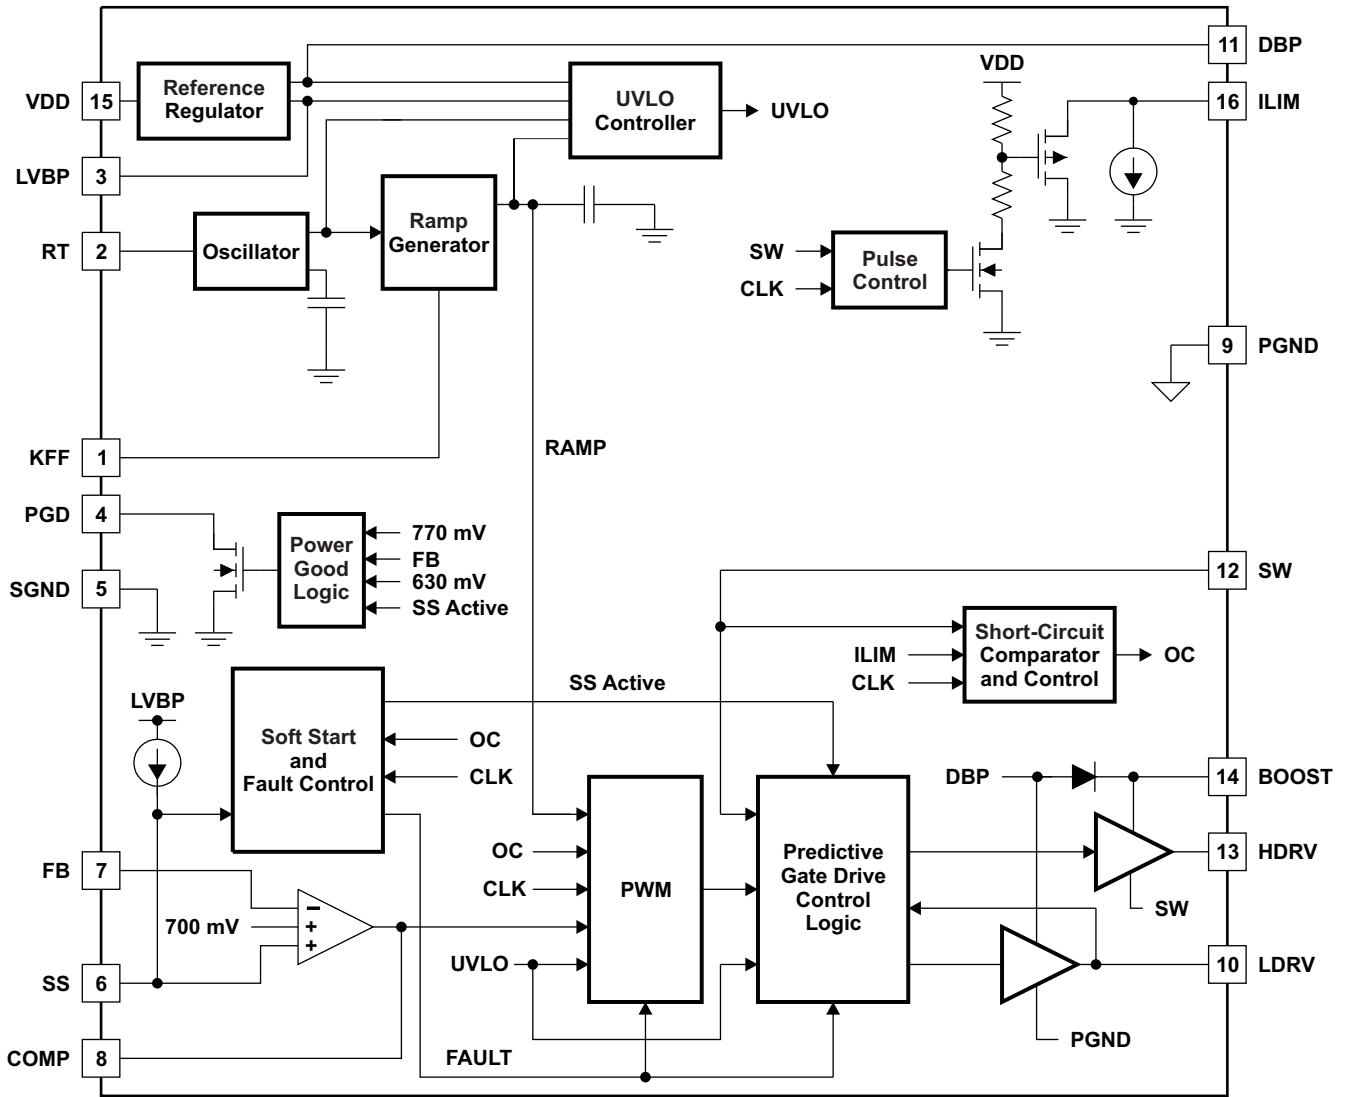 11 DBP
VDD
VDD 15
Reference
Regulator
UVLO
Controller
UVLO
16 ILIM
LVBP 3
Ramp
Generator
RT 2
Oscillator
SW
CLK
Pulse
Control
9 PGND
KFF 1
RAMP
PGD 4
Power
Good
Logic
770 mV
FB
630 mV
SS Active
SGND 5
12 SW
Short-Circuit
Comparator
and Control
ILIM
CLK
OC
SS Active
LVBP
Soft Start
and
Fault Control
OC
CLK
DBP
14 BOOST
FB 7
OC
CLK
PWM
Predictive
Gate Drive
Control
Logic
13 HDRV
SW
700 mV
–
+
+
UVLO
10 LDRV
SS 6
PGND
COMP 8
FAULT